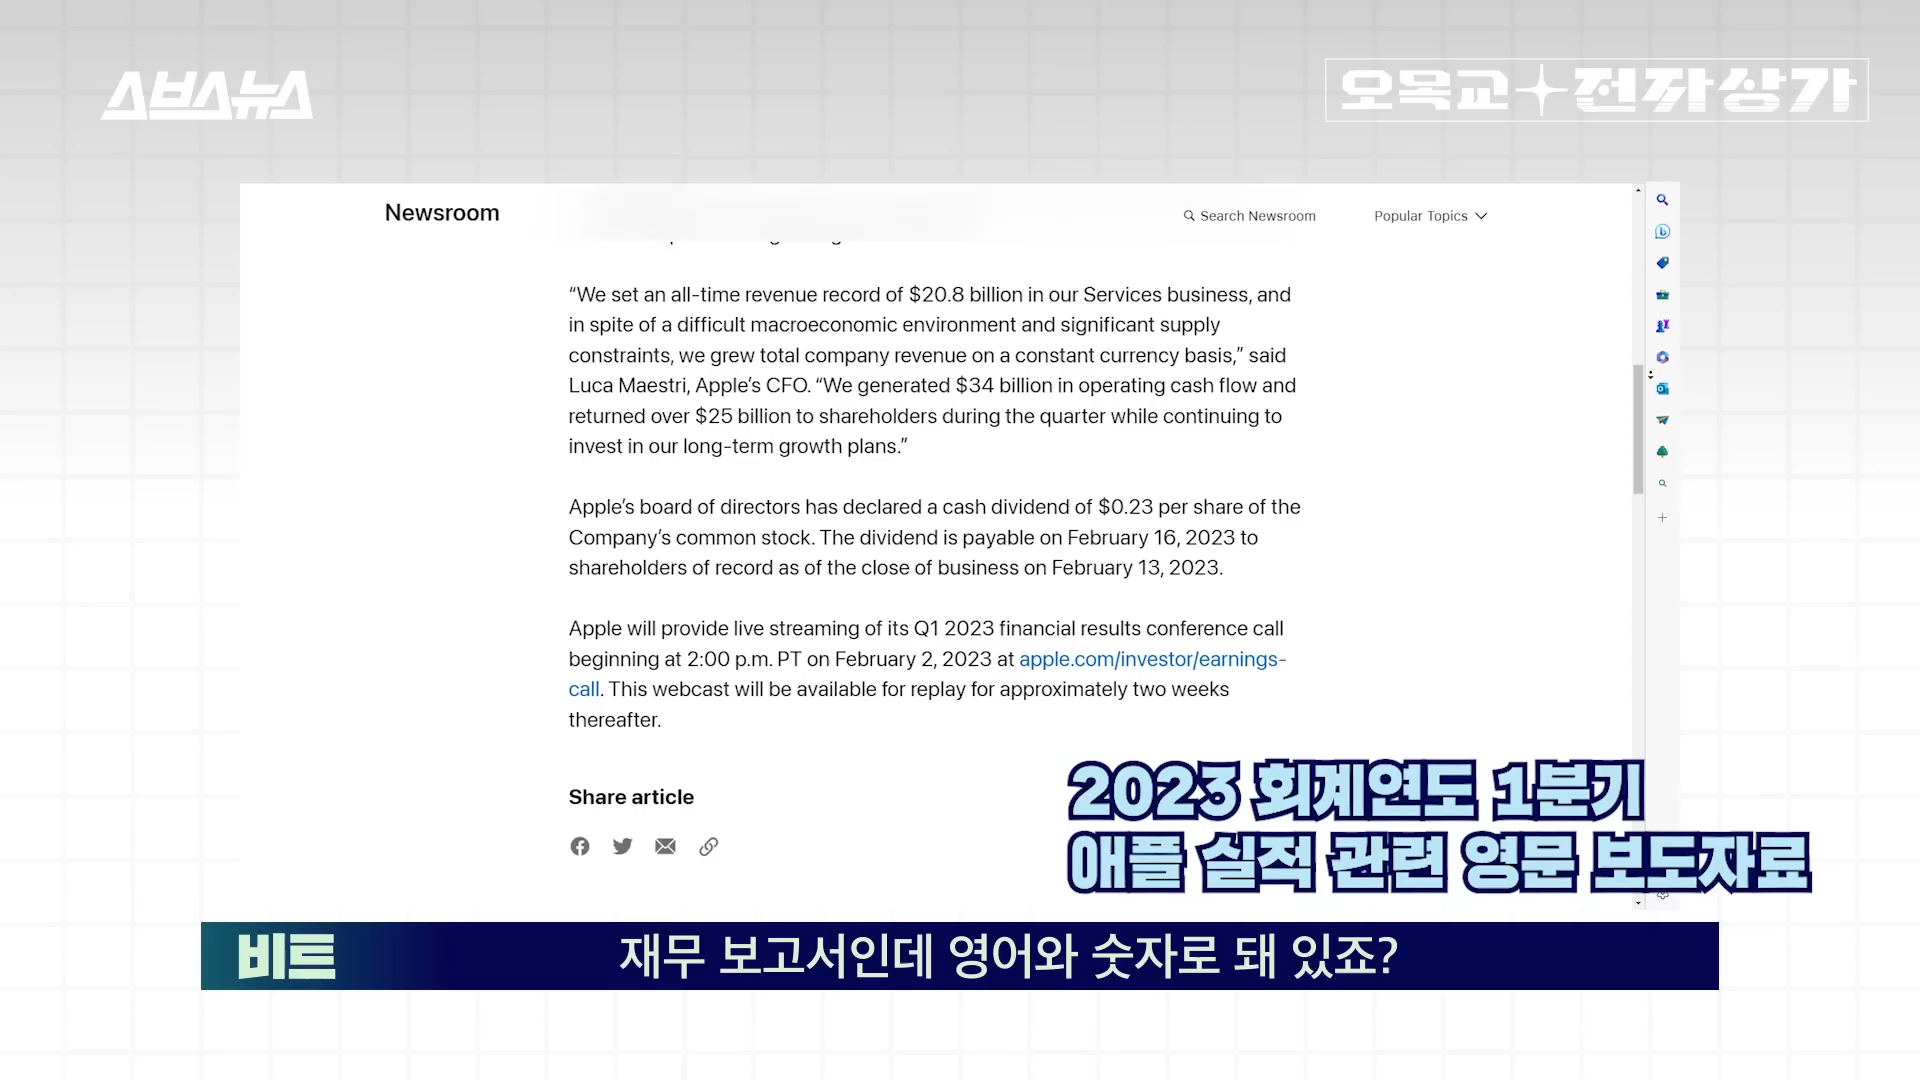 스브스뉴스
오목교 전자상가
Newsroom
Search Newsroom
Popular Topics
“We set an all-time revenue record of $20.8 billion in our Services business, and
in spite of a difficult macroeconomic environment and significant supply
constraints, we grew total company revenue on a constant currency basis,” said
Luca Maestri, Apple’s CFO. “We generated $34 billion in operating cash flow and
returned over $25 billion to shareholders during the quarter while continuing to
invest in our long-term growth plans.”
Apple’s board of directors has declared a cash dividend of $0.23 per share of the
Company’s common stock. The dividend is payable on February 16, 2023 to
shareholders of record as of the close of business on February 13, 2023.
Apple will provide live streaming of its Q1 2023 financial results conference call
beginning at 2:00 p.m. PT on February 2, 2023 at apple.com/investor/earnings-
call. This webcast will be available for replay for approximately two weeks
thereafter.
Share article
2023 회계연도 1분기
애플 실적 관련 영문 보도자료
비트
재무 보고서인데 영어와 숫자로 돼 있죠?